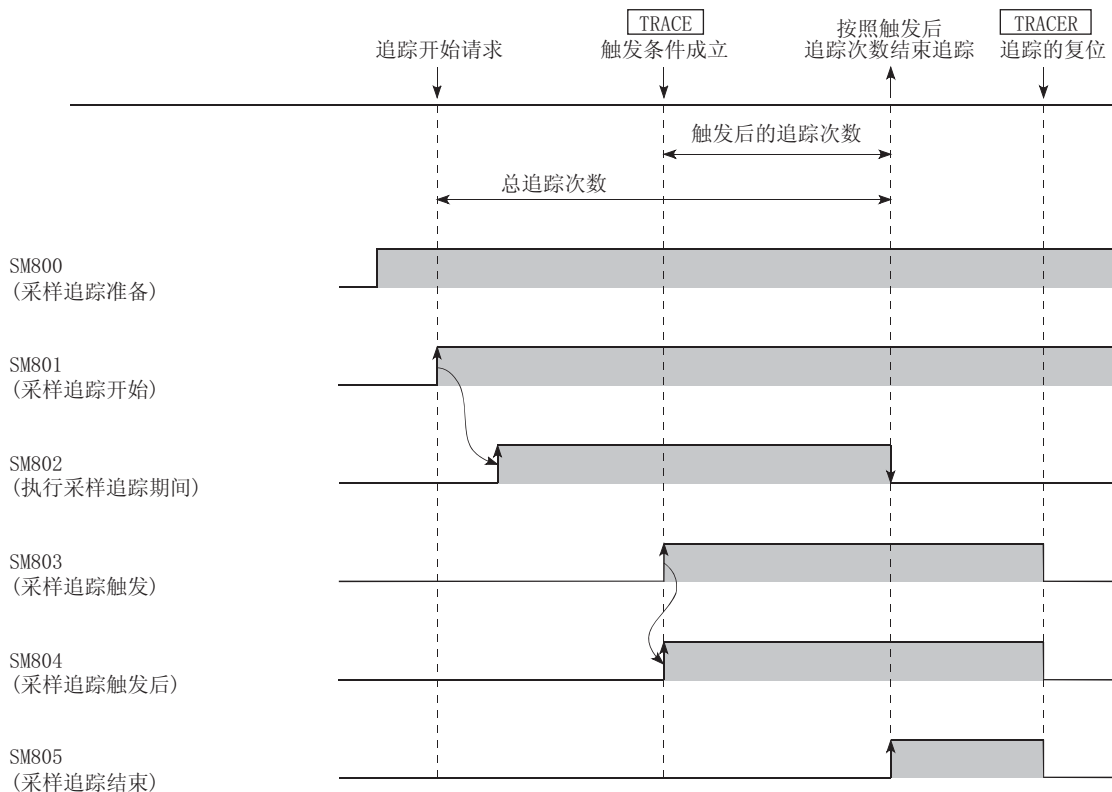 追踪开始请求
TRACE
触发条件成立
按照触发后
追踪次数结束追踪
TRACER
追踪的复位
触发后的追踪次数
总追踪次数
SM800
(采样追踪准备)
SM801
(采样追踪开始)
SM802
(执行采样追踪期间)
SM803
(采样追踪触发)
SM804
(采样追踪触发后)
SM805
(采样追踪结束)